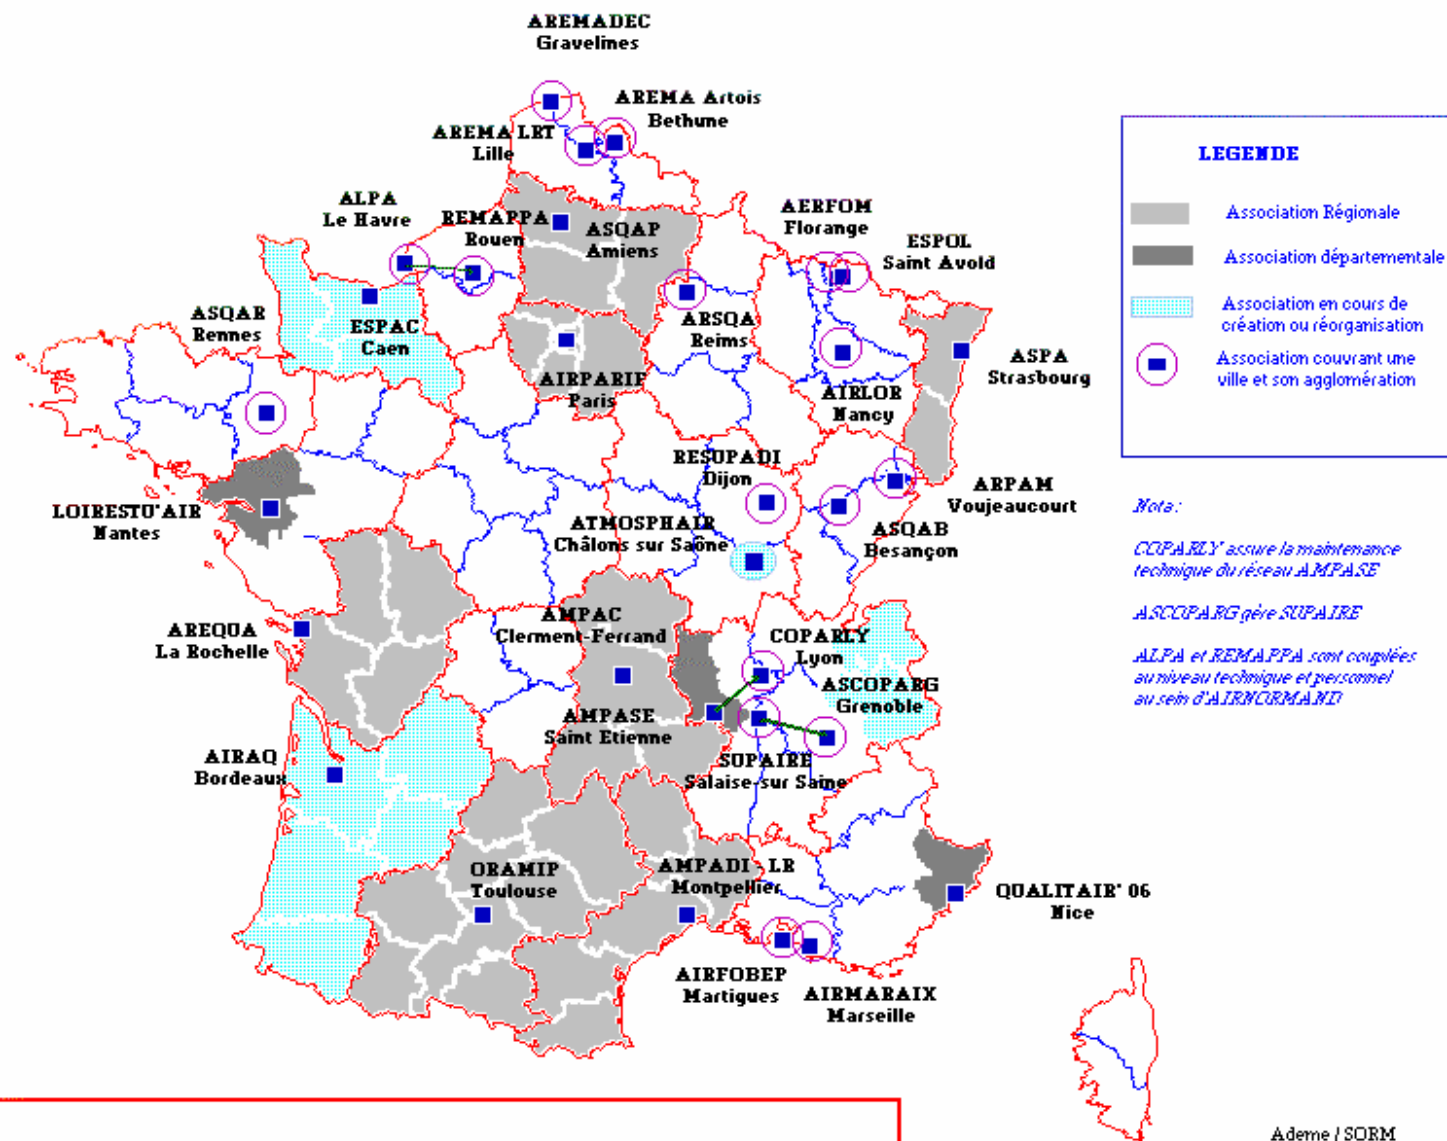 AREMADEC
Gravelines
AREMA Artois
Bethune
AREMA LRT
Lille
ALPA
Le Havre
REMAPPA
Rouen
ASQAP
Amiens
AERFOM
Florange
ESPOL
Saint Avold
ASQAR
Rennes
ESPAC
Caen
ARSQA
Reims
AIRPARIF
Paris
AIRLOR
Nancy
ASPA
Strasbourg
RESUPADI
Dijon
ARPAM
Voujeaucourt
LOIRESTU'AIR
Nantes
ATMOSPHAIR
Châlons sur Saône
ASQAB
Besançon
AREQUA
La Rochelle
AMPAC
Clerment-Ferrand
COPARLY
Lyon
ASCOPARG
Grenoble
AMPASE
Saint Etienne
SUPAIRE
Salaise-sur Saine
AIRAQ
Bordeaux
ORAMIP
Toulouse
AMPADI - LR
Montpellier
QUALITAIR' 06
Nice
AIRFOBEP
Martigues
AIRMARAIX
Marseille
LEGENDE
Association Régionale
Association départementale
Association en cours de
création ou réorganisation
Association couvrant une
ville et son agglomération
Nota:
COPARLY assure la maintenance
technique du réseau AMPASE
ASCOPARG gère SUPAIRE
ALPA et REMAPPA sont couplées
au niveau technique et personnel
au sein d'AIRNORMAND
Ademe / SORM